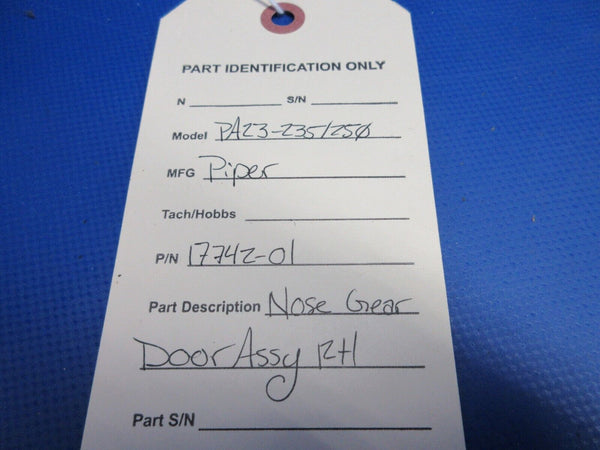 PART IDENTIFICATION ONLY
N S/N
Model PA23-235/250
MFG Piper
Tach/Hobbs
P/N 17742-01
Part Description Nose Gear
Door Assy RH
Part S/N